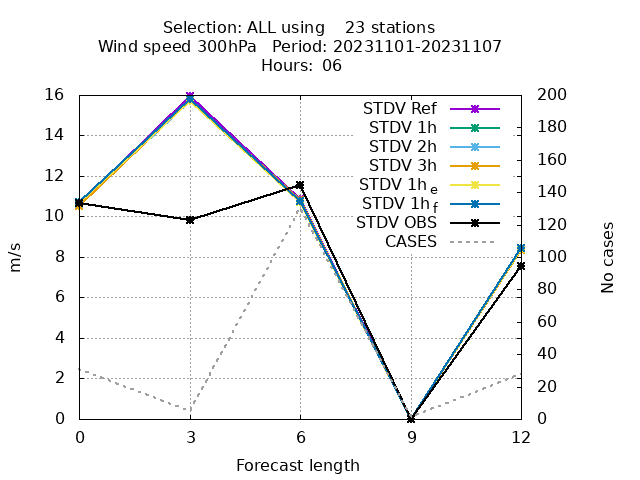 Selection: ALL using    23 stations
Wind speed 300hPa   Period: 20231101-20231107
Hours: 06
16
14
12
10
8
6
4
2
0
200
180
160
140
120
100
80
60
40
20
0
0 3 6 9 12
m/s
No cases
Forecast length
STDV Ref
STDV 1h
STDV 2h
STDV 3h
STDV 1h e
STDV 1h f
STDV OBS
CASES